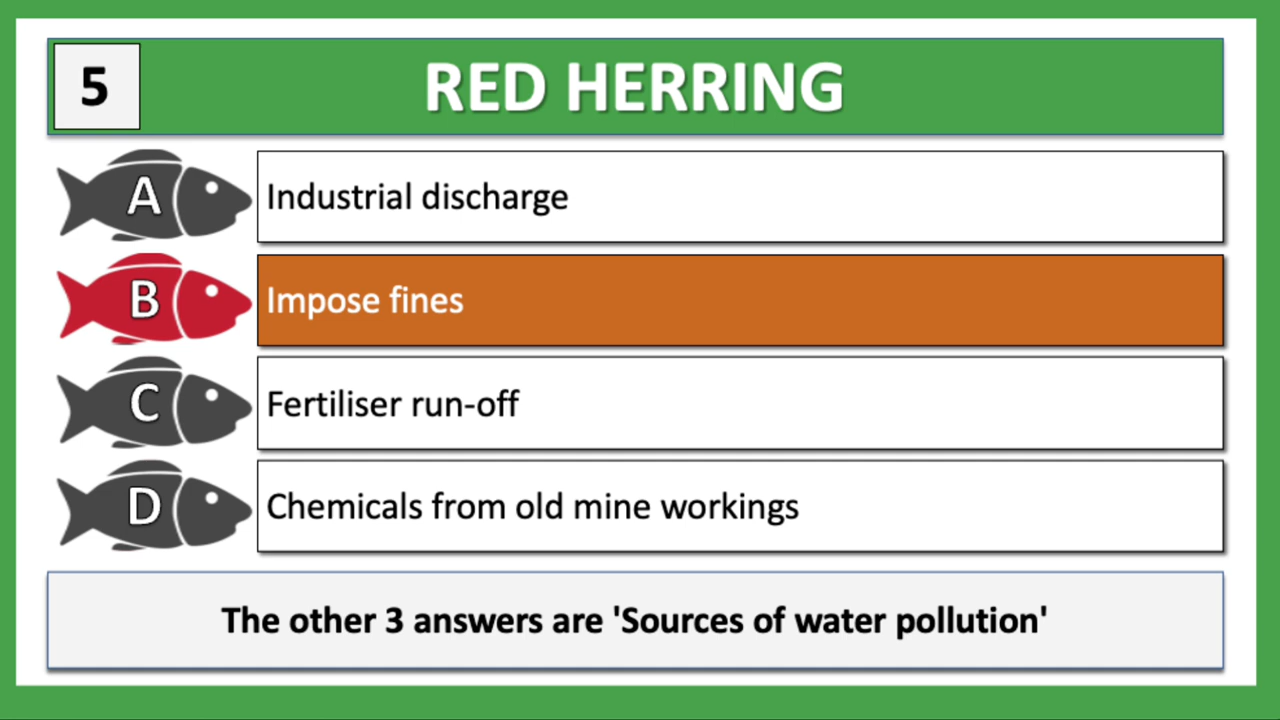 5
RED HERRING
A
Industrial discharge
B
Impose fines
C
Fertiliser run-off
D
Chemicals from old mine workings
The other 3 answers are 'Sources of water pollution'